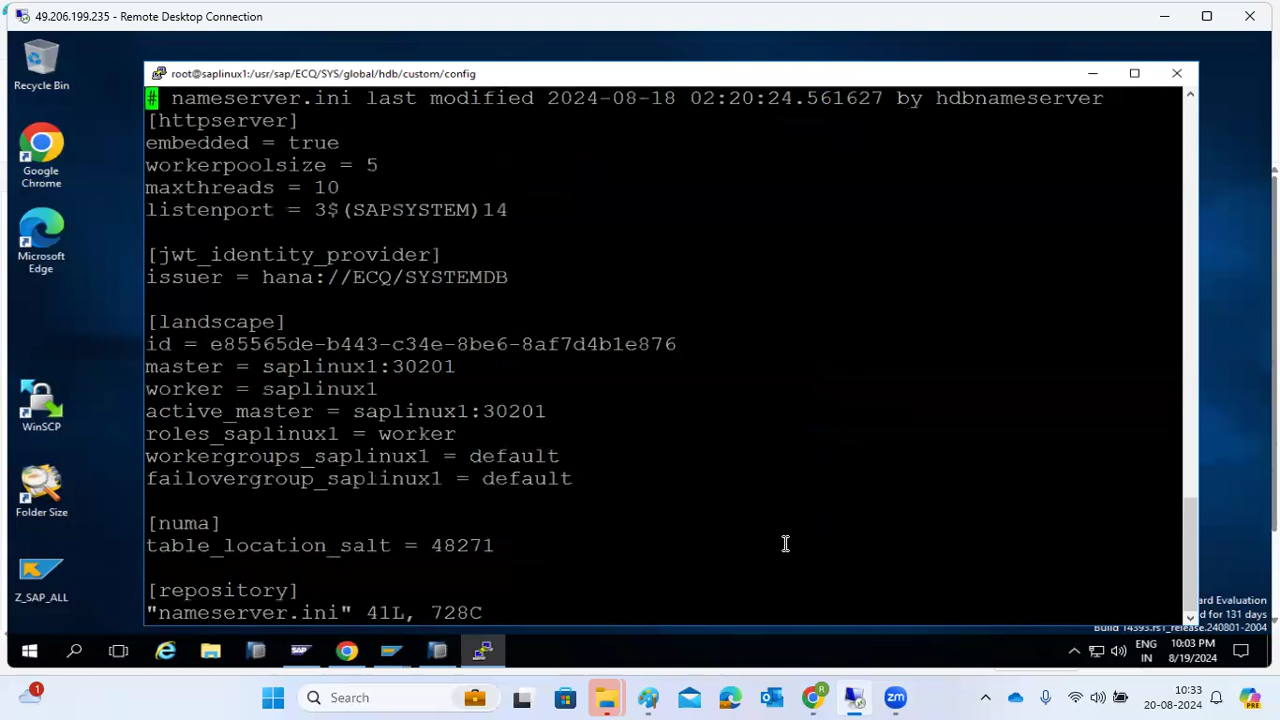 49.206.199.235 - Remote Desktop Connection
Recycle Bin
Google
Chrome
Microsoft
Edge
WinSCP
Folder Size
Z_SAP_ALL
root@saplinux1:/usr/sap/ECQ/SYS/global/hdb/custom/config
# nameserver.ini last modified 2024-08-18 02:20:24.561627 by hdbnameserver
[httpserver]
embedded = true
workerpoolsize = 5
maxthreads = 10
listenport = 3$(SAPSYSTEM)14
[jwt_identity_provider]
issuer = hana://ECQ/SYSTEMDB
[landscape]
id = e85565de-b443-c34e-8be6-8af7d4b1e876
master = saplinux1:30201
worker = saplinux1
active_master = saplinux1:30201
roles_saplinux1 = worker
workergroups_saplinux1 = default
failovergroup_saplinux1 = default
[numa]
table_location_salt = 48271
[repository]
"nameserver.ini" 41L, 728C
ard Evaluation
d for 131 days
Build 14393.rs1_release.240801-2004
SAP
ENG
IN
10:03 PM
8/19/2024
1
Search
R
zm
10:33
20-08-2024
PRE